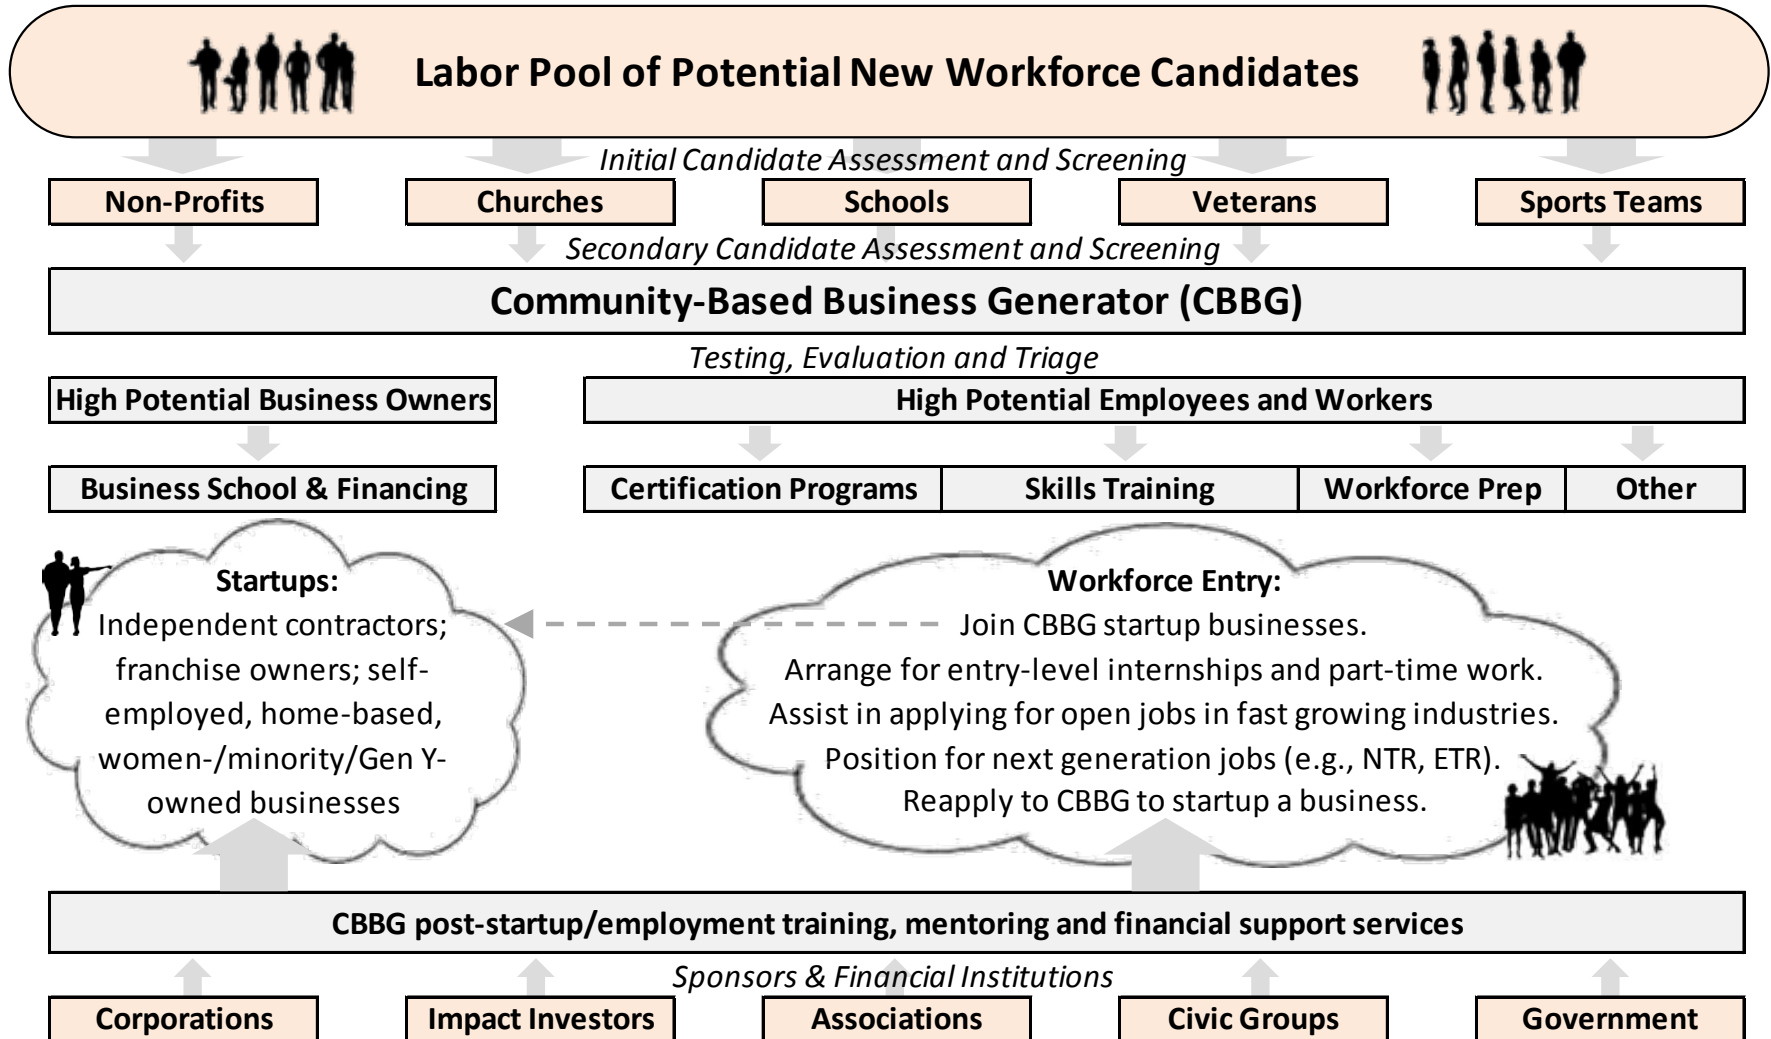 Labor Pool of Potential New Workforce Candidates
Initial Candidate Assessment and Screening
Non-Profits
Churches
Schools
Veterans
Sports Teams
Secondary Candidate Assessment and Screening
Community-Based Business Generator (CBBG)
Testing, Evaluation and Triage
High Potential Business Owners
High Potential Employees and Workers
Business School & Financing
Certification Programs
Skills Training
Workforce Prep
Other
Startups:
Independent contractors;
franchise owners; self-
employed, home-based,
women-/minority/Gen Y-
owned businesses
Workforce Entry:
Join CBBG startup businesses.
Arrange for entry-level internships and part-time work.
Assist in applying for open jobs in fast growing industries.
Position for next generation jobs (e.g., NTR, ETR).
Reapply to CBBG to startup a business.
CBBG post-startup/employment training, mentoring and financial support services
Sponsors & Financial Institutions
Corporations
Impact Investors
Associations
Civic Groups
Government